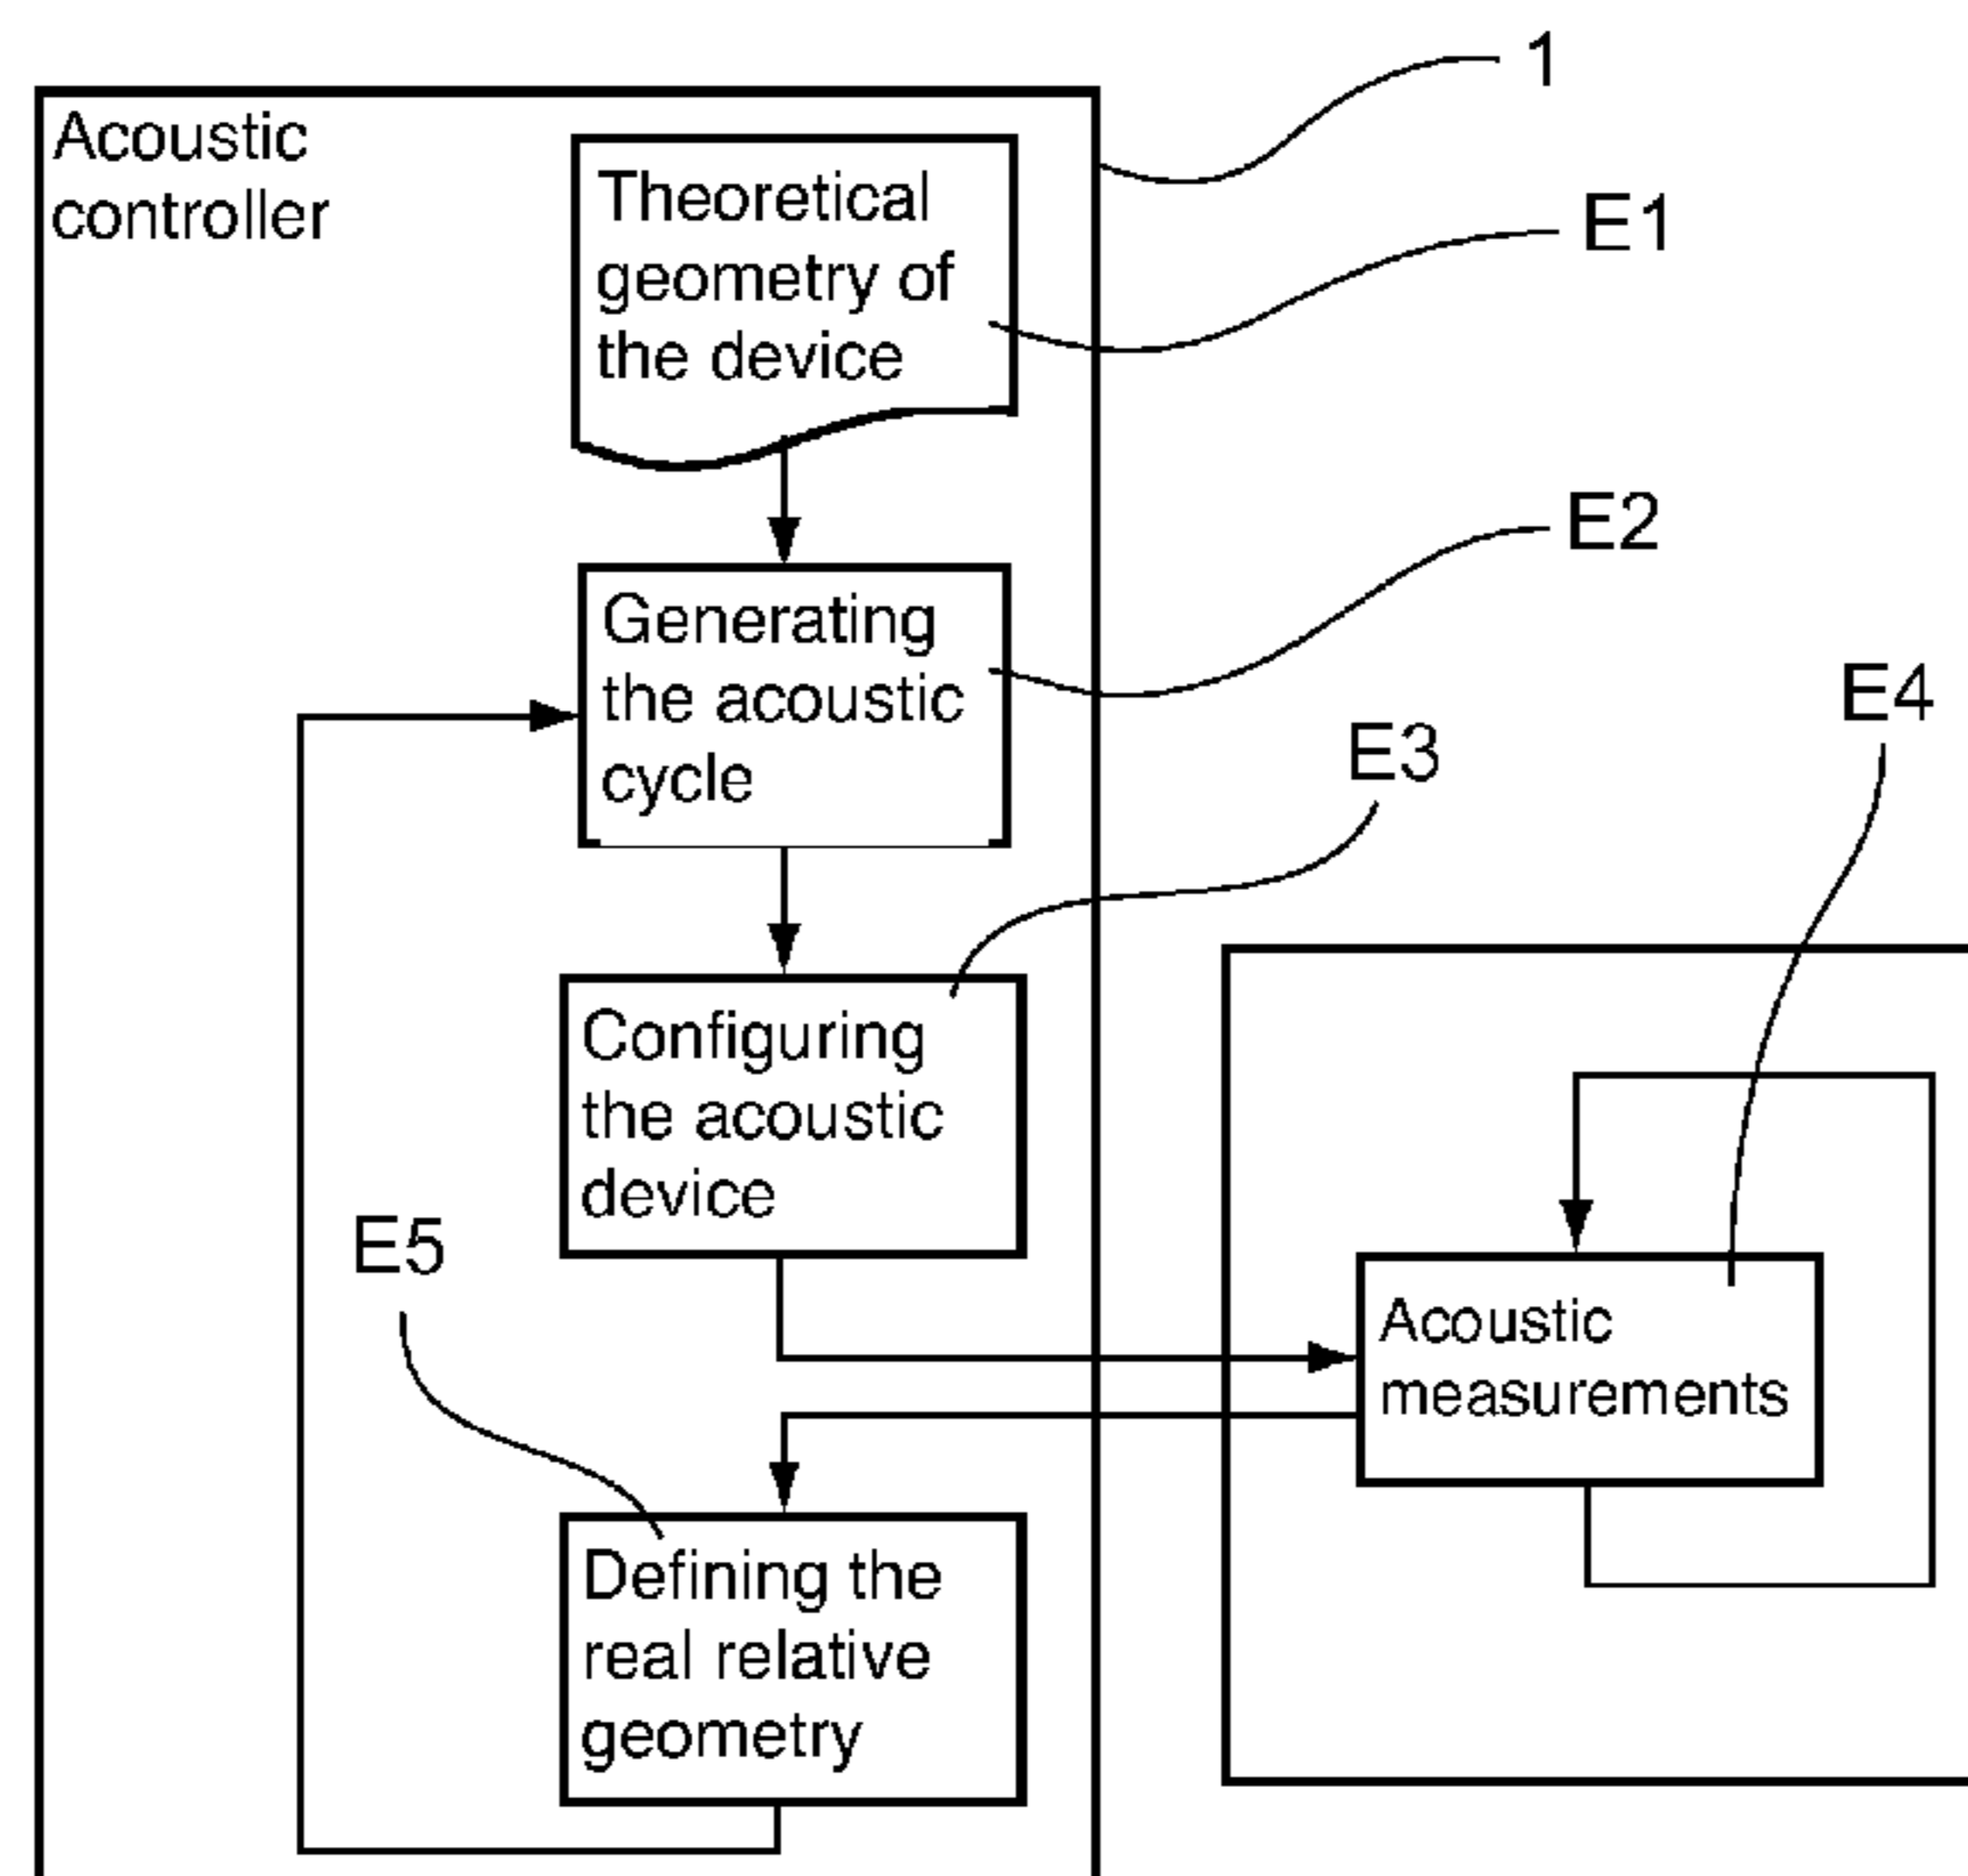 1
Acoustic
controller
Theoretical
geometry of
the device
E1
E2
Generating
the acoustic
cycle
E3
E4
Configuring
the acoustic
device
E5
Acoustic
measurements
Defining the
real relative
geometry